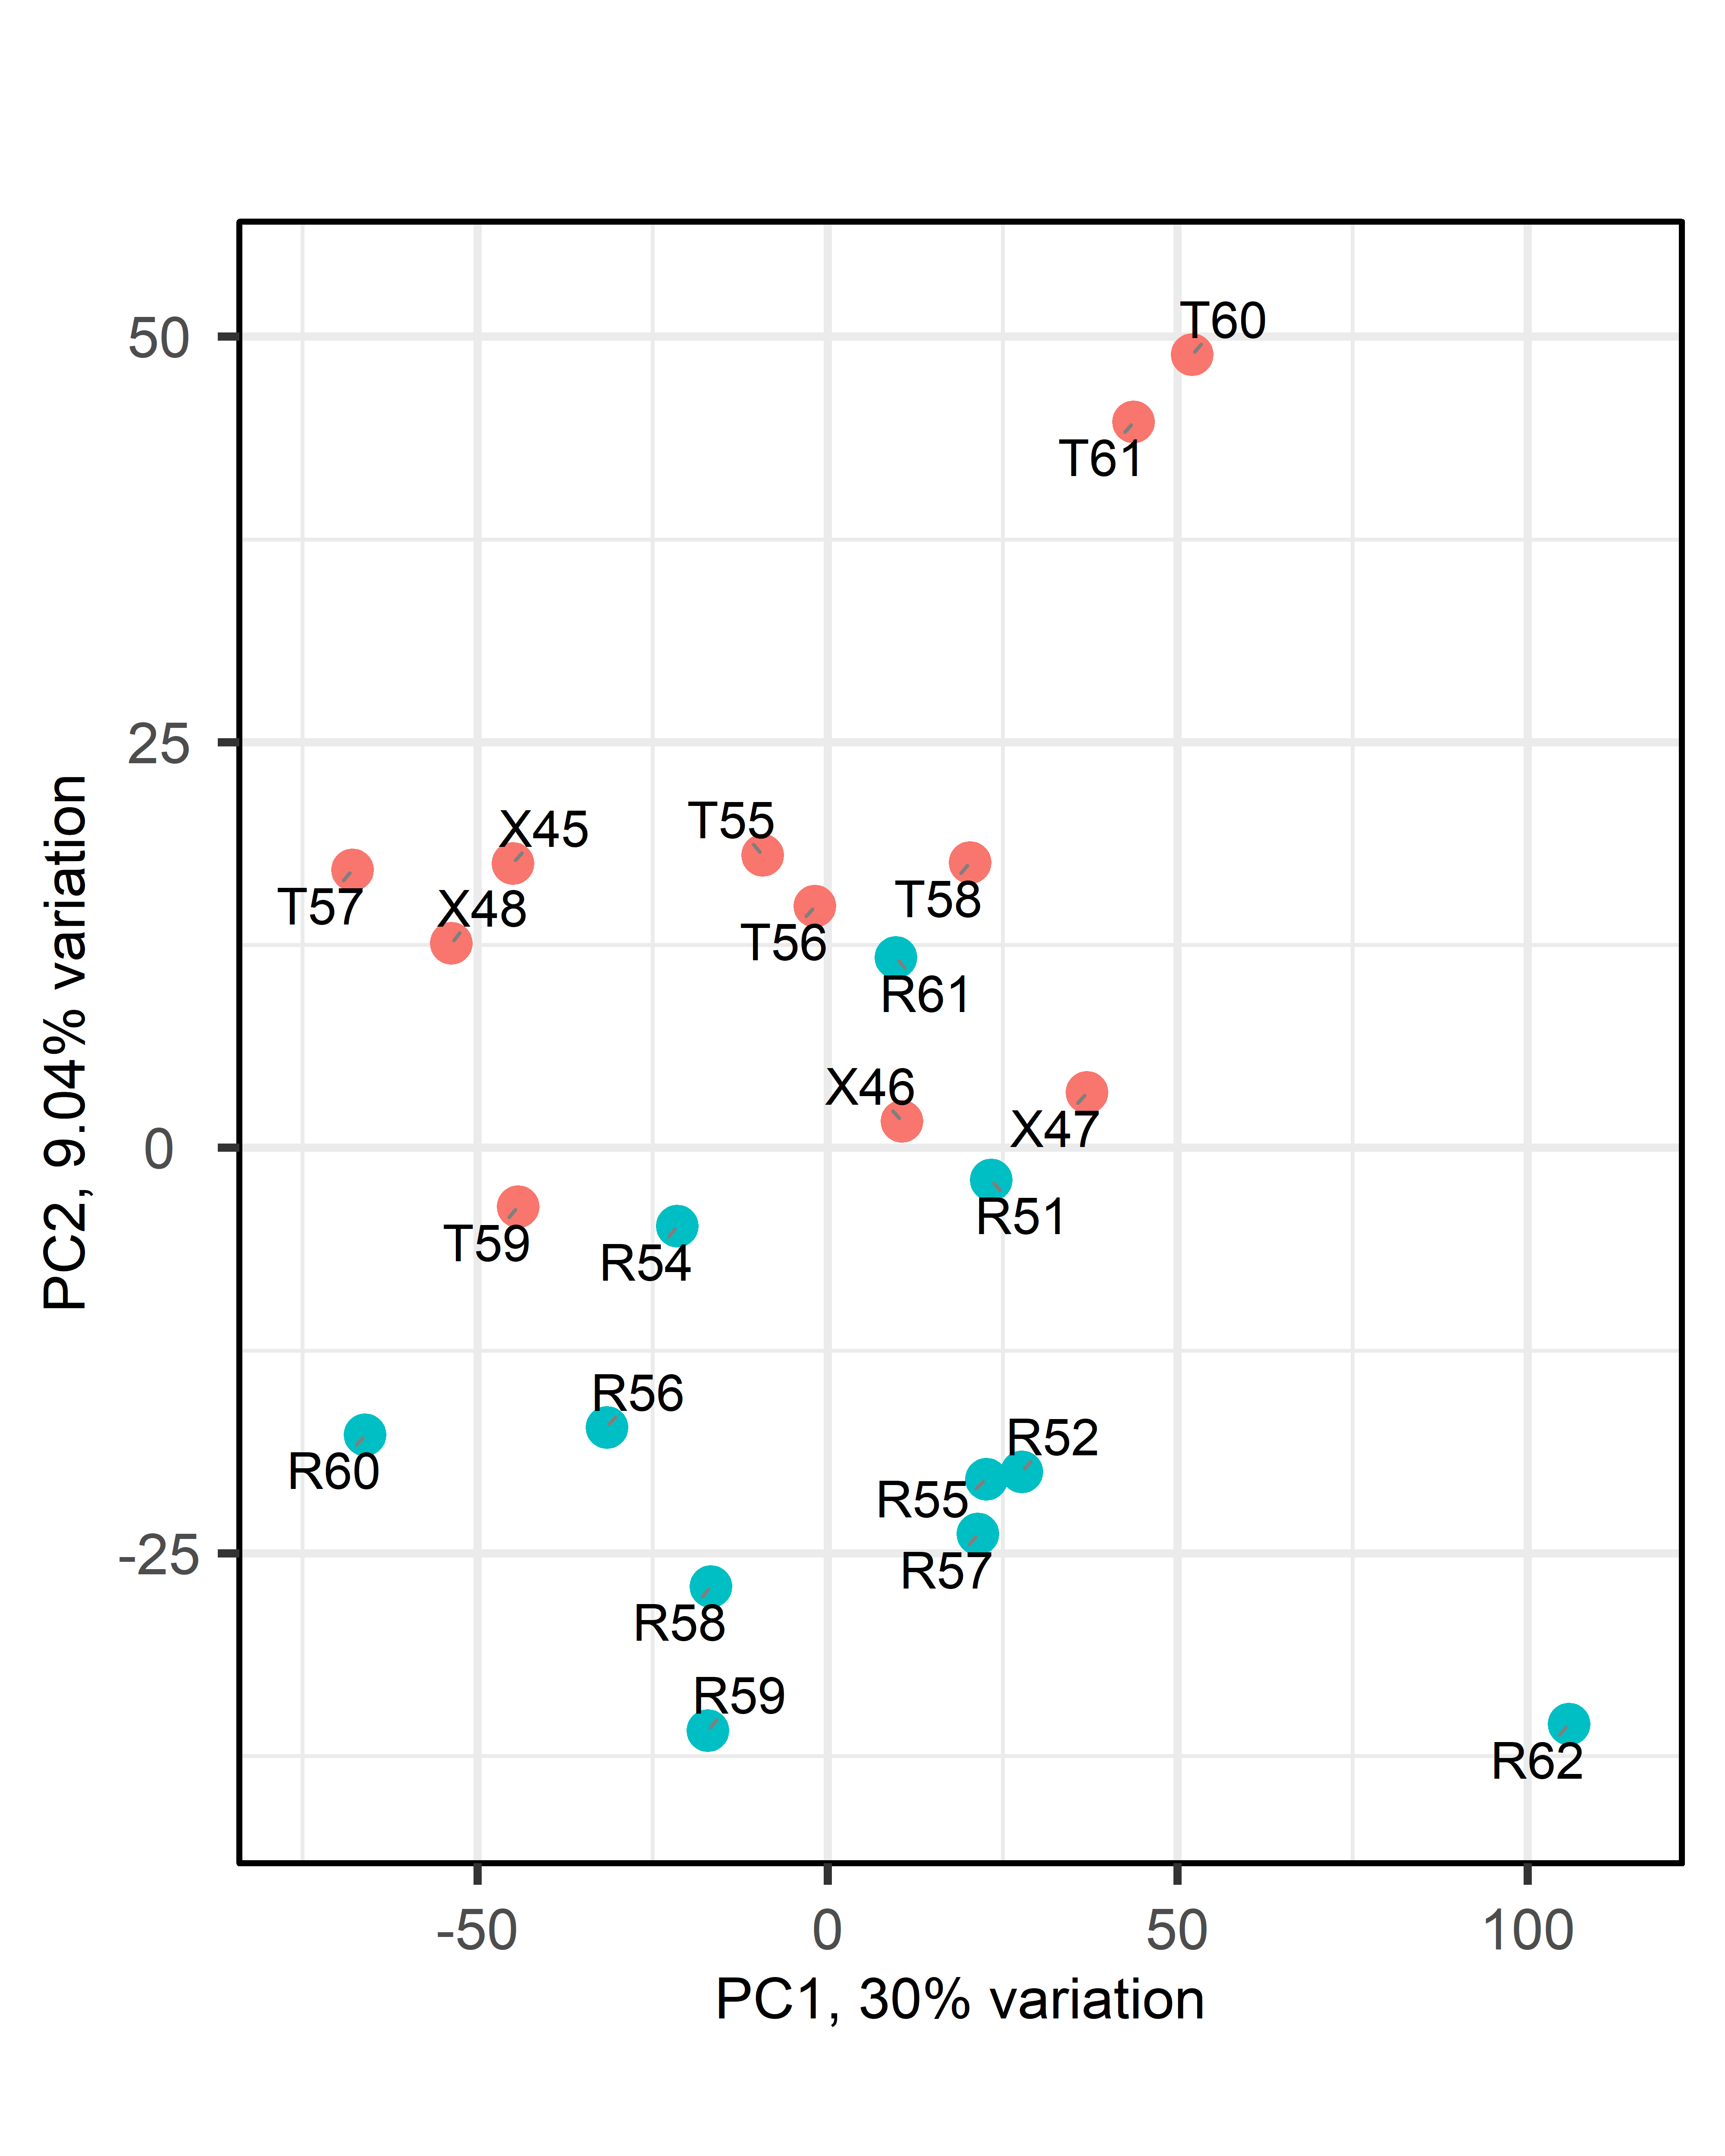 T60
50
T61
25
T55
X45
T57
X48
T58
T56
R61
X46
X47
0
R51
T59
R54
R56
R52
R60
R55
-25
R57
R58
R59
R62
PC2, 9.04% variation
-50
0
50
100
PC1, 30% variation